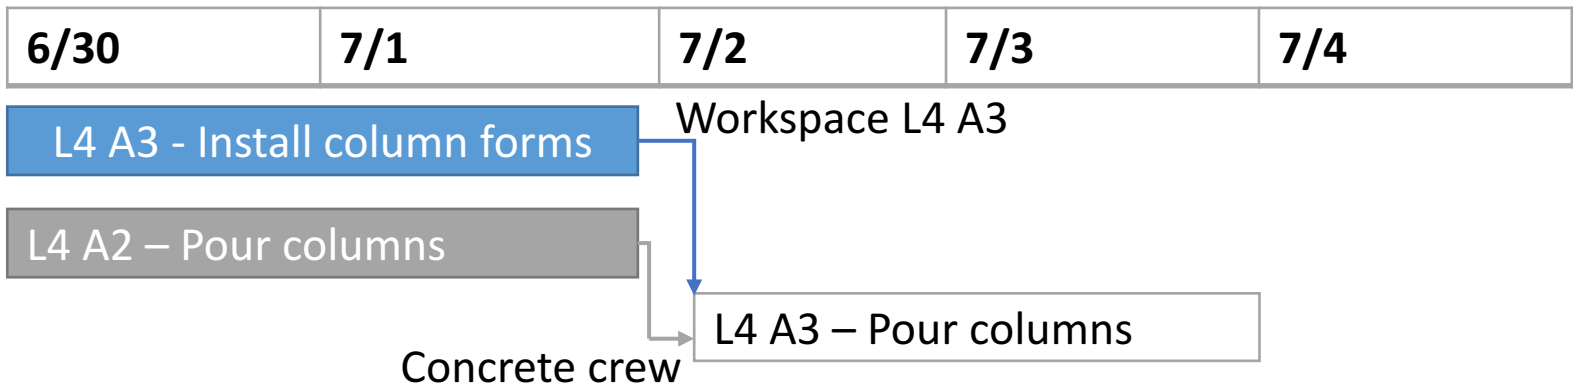 6/30 7/1 7/2 7/3 7/4
Workspace L4 A3
L4 A3 - Install column forms
L4 A2 – Pour columns
L4 A3 – Pour columns
Concrete crew